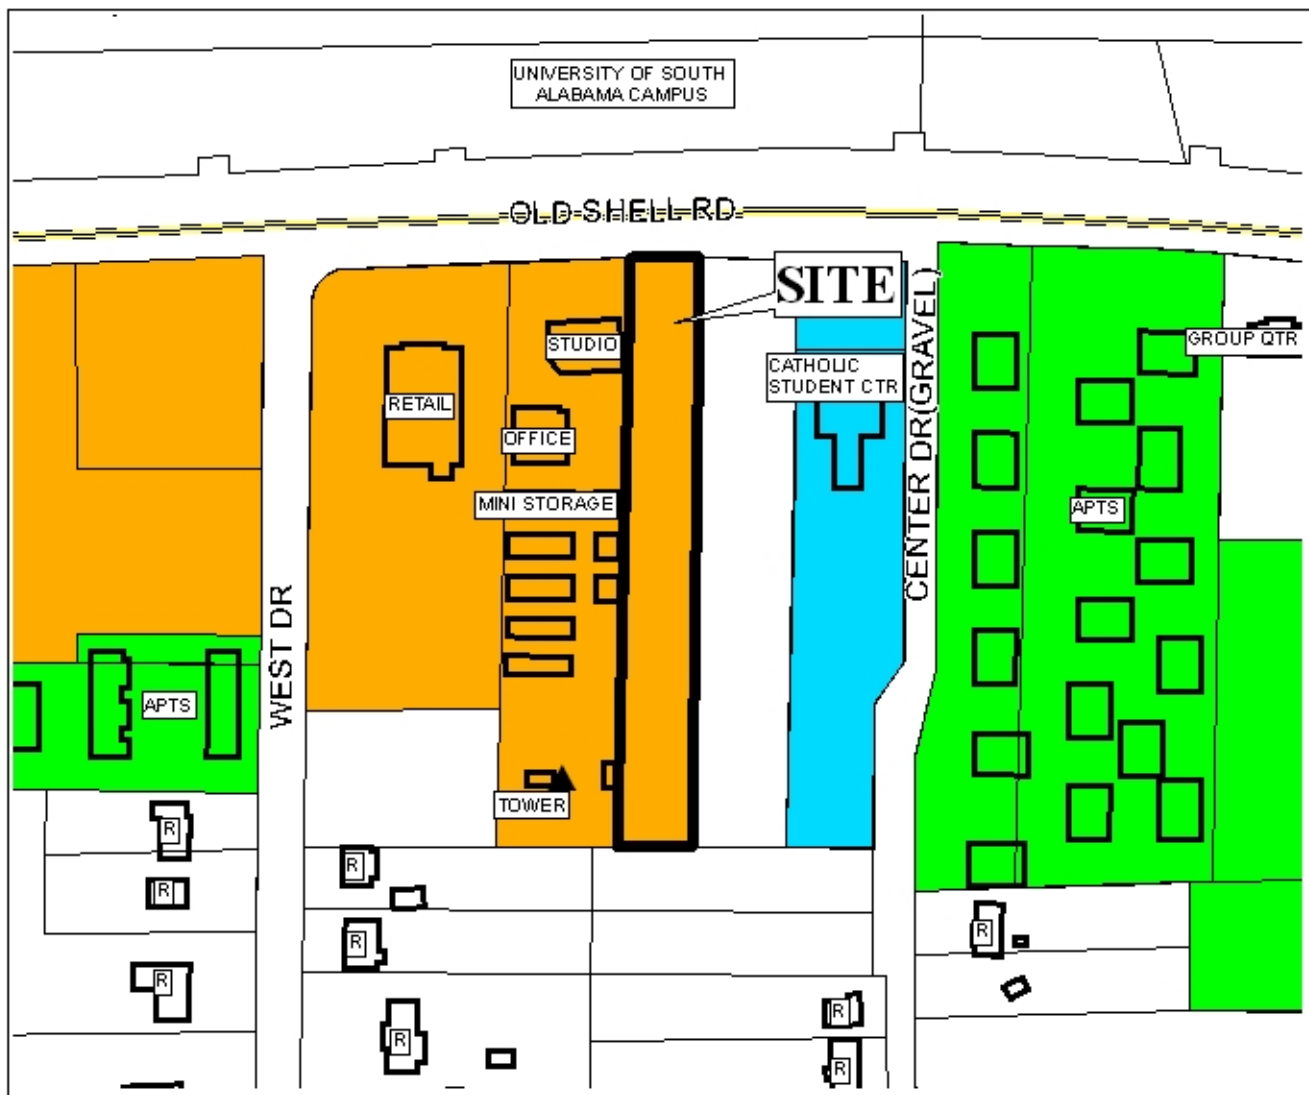 UNIVERSITY OF SOUTH
ALABAMA CAMPUS
OLD SHELL RD
SITE
STUDIO
GROUP QTR
CATHOLIC
STUDENT CTR
RETAIL
OFFICE
MINI STORAGE
APTS
CENTER DR(GRAVEL)
WEST DR
APTS
TOWER
R
R
R
R
R
R
R
R
R